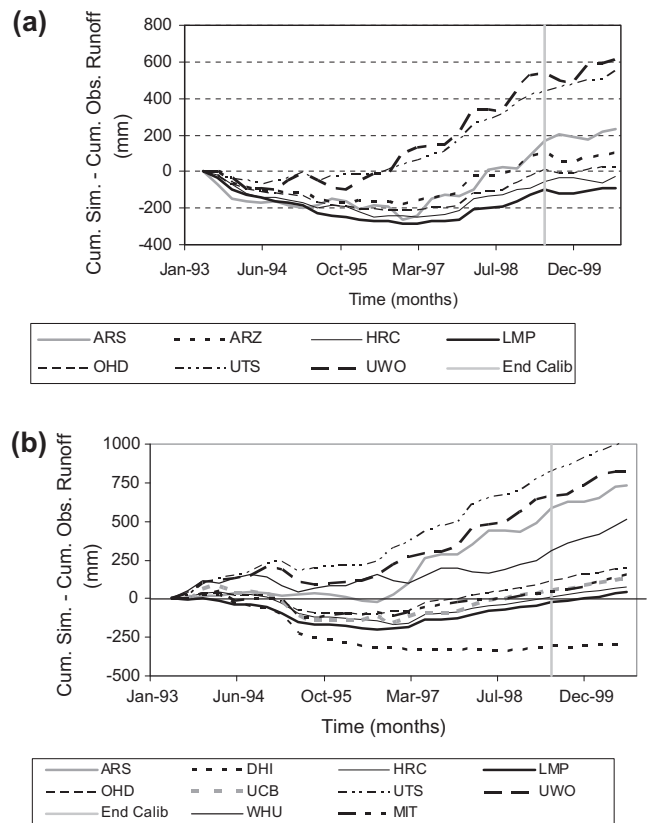 (a)
Cum. Sim. - Cum. Obs. Runoff
(mm)
800
600
400
200
0
-200
-400
Jan-93
Jun-94
Oct-95
Mar-97
Jul-98
Dec-99
Time (months)
ARS
ARZ
HRC
LMP
OHD
UTS
UWO
End Calib
(b)
Cum. Sim. - Cum. Obs. Runoff
(mm)
1000
750
500
250
0
-250
-500
Jan-93
Jun-94
Oct-95
Mar-97
Jul-98
Dec-99
Time (months)
ARS
DHI
HRC
LMP
OHD
UCB
UTS
UWO
End Calib
WHU
MIT